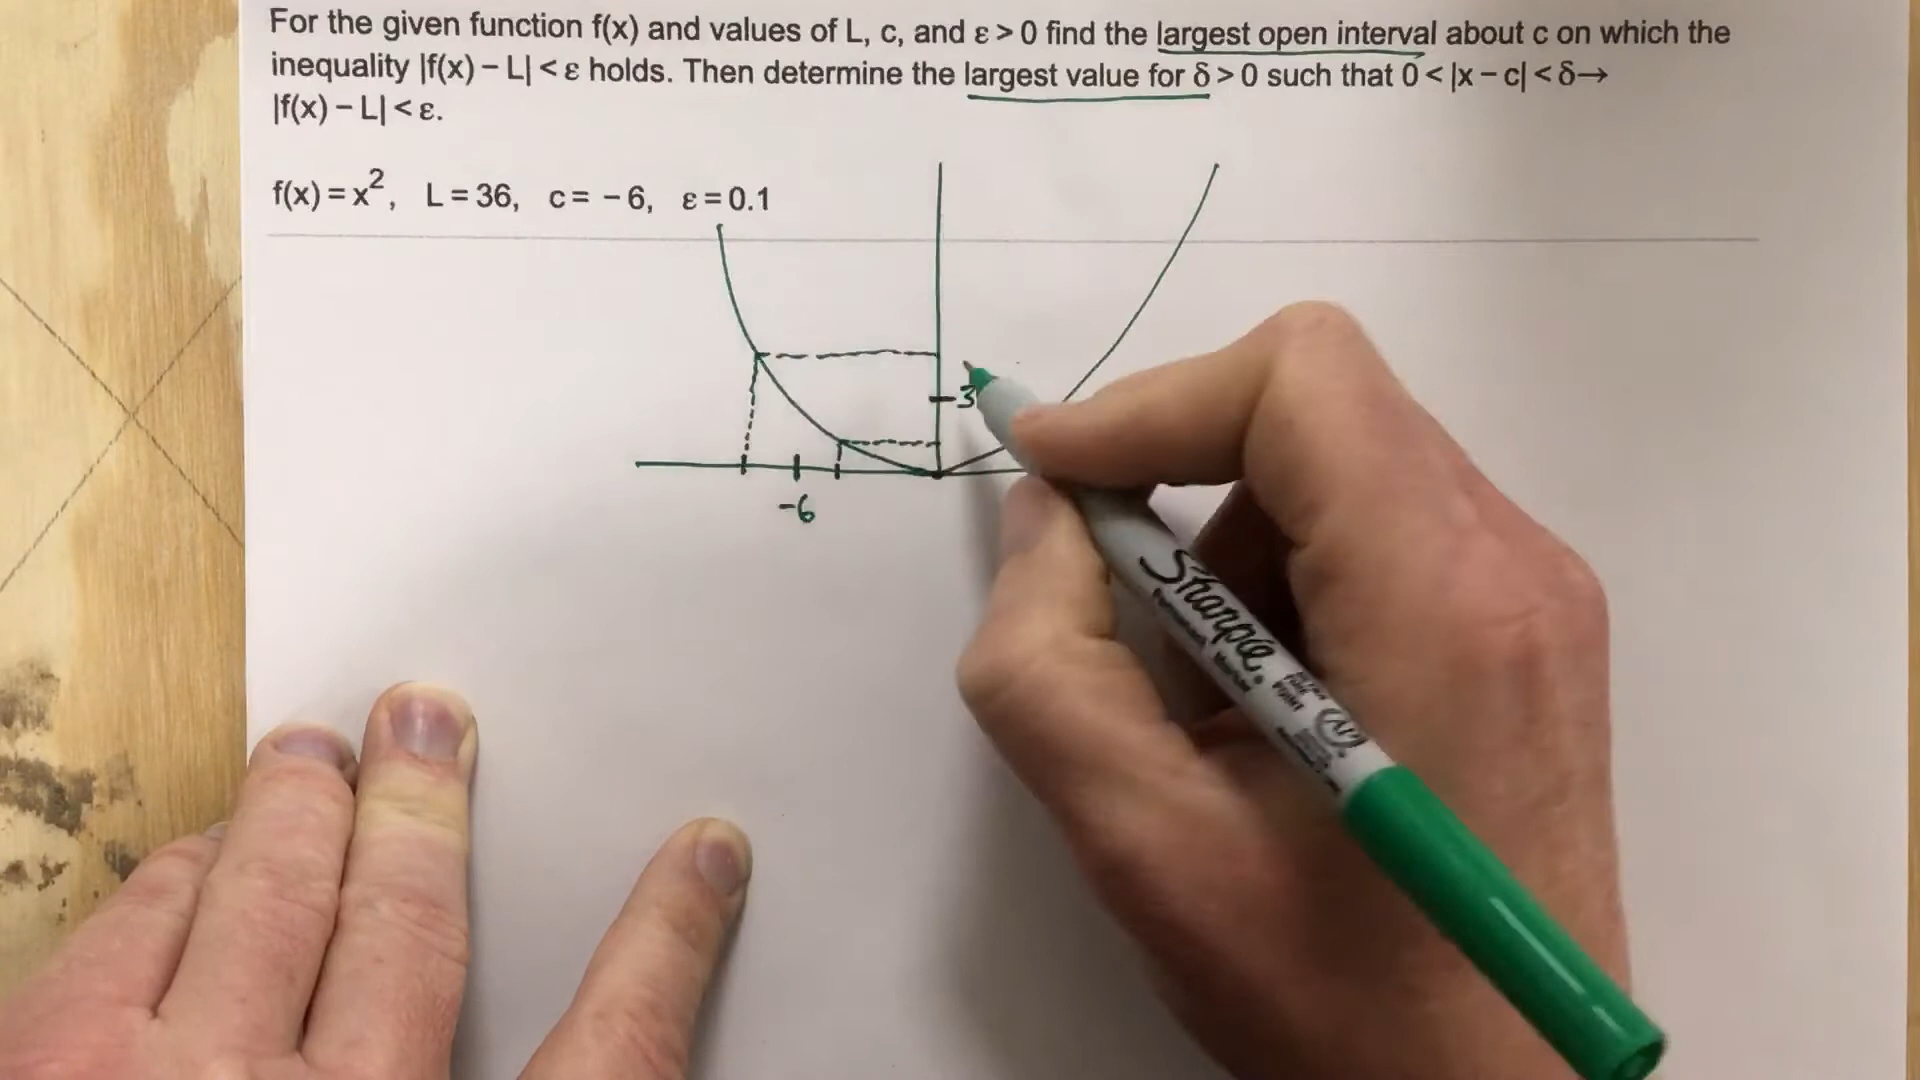 For the given function f(x) and values of L, c, and ε > 0 find the largest open interval about c on which the
inequality |f(x) − L| < ε holds. Then determine the largest value for δ > 0 such that 0 < |x − c| < δ→
|f(x) − L| < ε.
f(x) = x², L = 36, c = − 6, ε = 0.1
3
-6
Sharpie